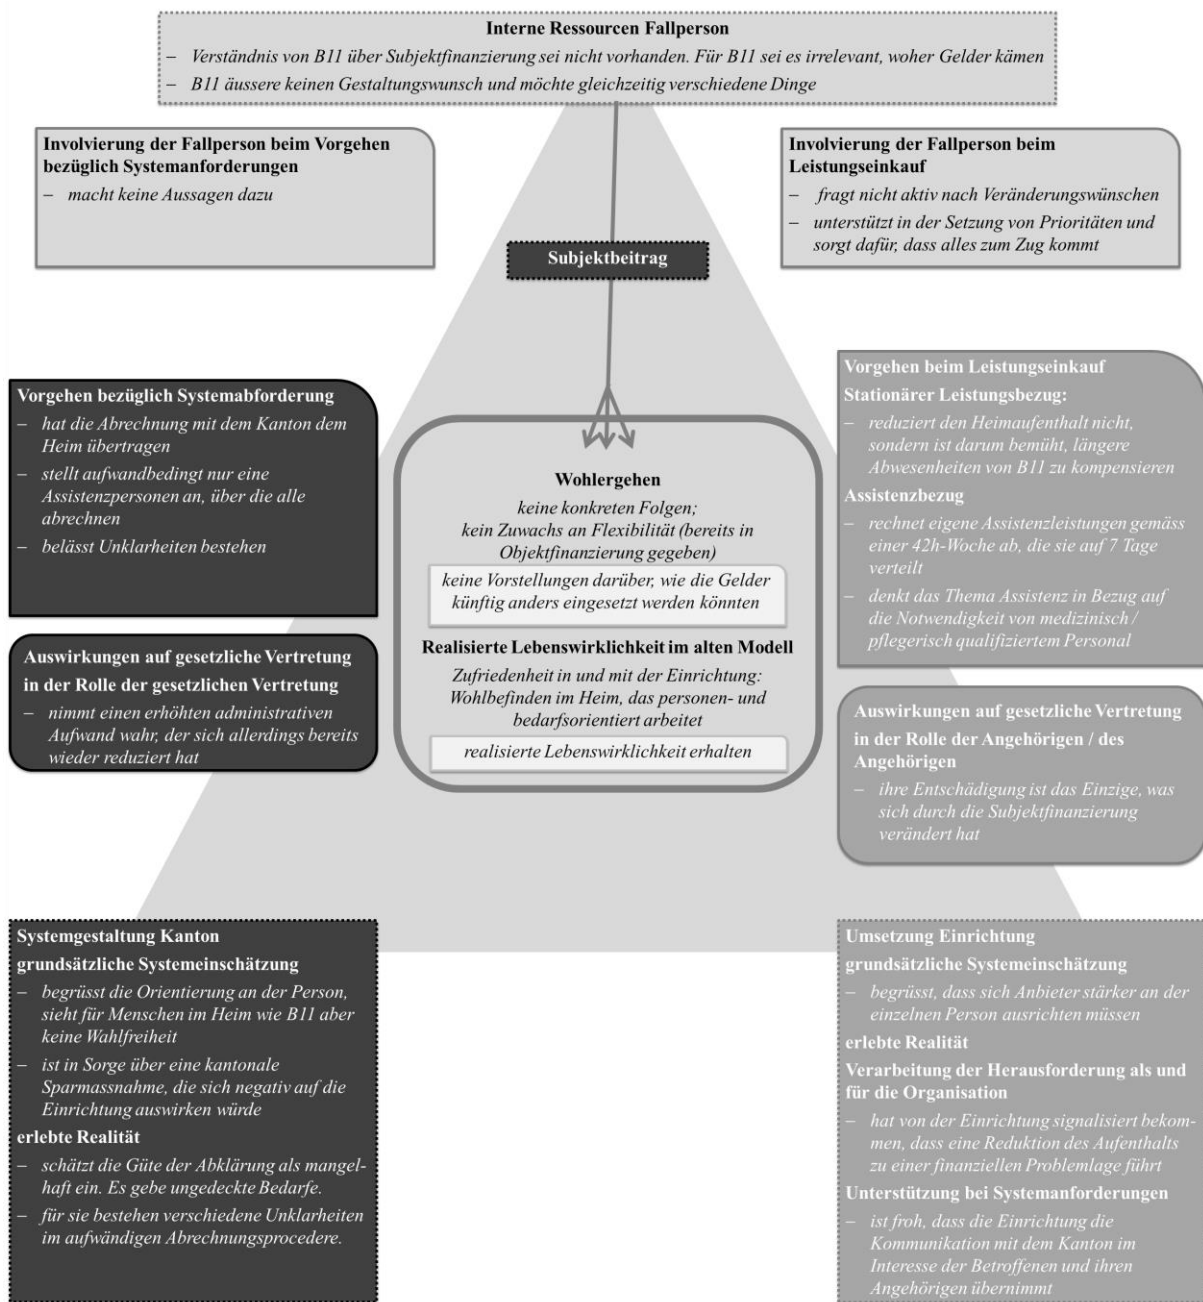 Interne Ressourcen Fallperson
– Verständnis von B11 über Subjektfinanzierung sei nicht vorhanden. Für B11 sei es irrelevant, woher Gelder kämen
– B11 äussere keinen Gestaltungswunsch und möchte gleichzeitig verschiedene Dinge
Involvierung der Fallperson beim Vorgehen
bezüglich Systemanforderungen
– macht keine Aussagen dazu
Involvierung der Fallperson beim
Leistungseinkauf
– fragt nicht aktiv nach Veränderungswünschen
– unterstützt in der Setzung von Prioritäten und
sorgt dafür, dass alles zum Zug kommt
Subjektbeitrag
Vorgehen bezüglich Systemabforderung
– hat die Abrechnung mit dem Kanton dem
Heim übertragen
– stellt aufwandbedingt nur eine
Assistenzpersonen an, über die alle
abrechnen
– belässt Unklarheiten bestehen
Vorgehen beim Leistungseinkauf
Stationärer Leistungsbezug:
– reduziert den Heimaufenthalt nicht,
sondern ist darum bemüht, längere
Abwesenheiten von B11 zu kompensieren
Assistenzbezug
– rechnet eigene Assistenzleistungen gemäss
einer 42h-Woche ab, die sie auf 7 Tage
verteilt
– denkt das Thema Assistenz in Bezug auf
die Notwendigkeit von medizinisch /
pflegerisch qualifiziertem Personal
Wohlergehen
keine konkreten Folgen;
kein Zuwachs an Flexibilität (bereits in
Objektfinanzierung gegeben)
keine Vorstellungen darüber, wie die Gelder
künftig anders eingesetzt werden könnten
Realisierte Lebenswirklichkeit im alten Modell
Zufriedenheit in und mit der Einrichtung:
Wohlbefinden im Heim, das personen- und
bedarfsorientiert arbeitet
realisierte Lebenswirklichkeit erhalten
Auswirkungen auf gesetzliche Vertretung
in der Rolle der gesetzlichen Vertretung
– nimmt einen erhöhten administrativen
Aufwand wahr, der sich allerdings bereits
wieder reduziert hat
Auswirkungen auf gesetzliche Vertretung
in der Rolle der Angehörigen / des
Angehörigen
– ihre Entschädigung ist das Einzige, was
sich durch die Subjektfinanzierung
verändert hat
Systemgestaltung Kanton
grundsätzliche Systemeinschätzung
– begrüsst die Orientierung an der Person,
sieht für Menschen im Heim wie B11 aber
keine Wahlfreiheit
– ist in Sorge über eine kantonale
Sparmassnahme, die sich negativ auf die
Einrichtung auswirken würde
erlebte Realität
– schätzt die Güte der Abklärung als mangel-
haft ein. Es gebe ungedeckte Bedarfe.
– für sie bestehen verschiedene Unklarheiten
im aufwändigen Abrechnungsprocedere.
Umsetzung Einrichtung
grundsätzliche Systemeinschätzung
– begrüsst, dass sich Anbieter stärker an der
einzelnen Person ausrichten müssen
erlebte Realität
Verarbeitung der Herausforderung als und
für die Organisation
– hat von der Einrichtung signalisiert bekom-
men, dass eine Reduktion des Aufenthalts
zu einer finanziellen Problemlage führt
Unterstützung bei Systemanforderungen
– ist froh, dass die Einrichtung die
Kommunikation mit dem Kanton im
Interesse der Betroffenen und ihren
Angehörigen übernimmt